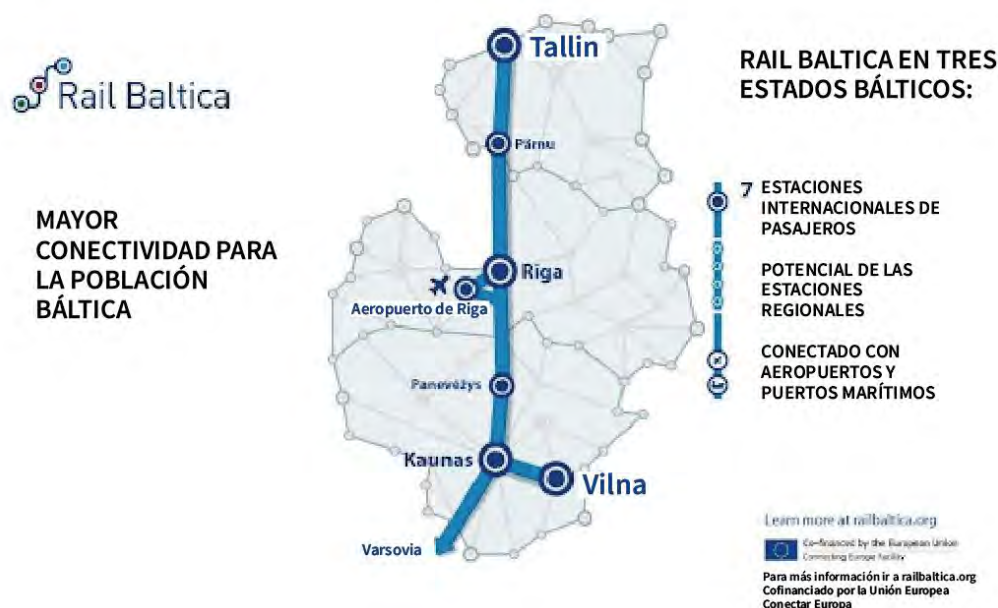 Rail Baltica
MAYOR
CONECTIVIDAD PARA
LA POBLACIÓN
BÁLTICA
Tallin
Pärnu
Riga
Aeropuerto de Riga
Panevėžys
Kaunas
Vilna
Varsovia
RAIL BALTICA EN TRES
ESTADOS BÁLTICOS:
7 ESTACIONES
INTERNACIONALES DE
PASAJEROS
POTENCIAL DE LAS
ESTACIONES
REGIONALES
CONECTADO CON
AEROPUERTOS Y
PUERTOS MARÍTIMOS
Learn more at railbaltica.org
Co-financed by the European Union
Connecting Europe Facility
Para más información ir a railbaltica.org
Cofinanciado por la Unión Europea
Conectar Europa